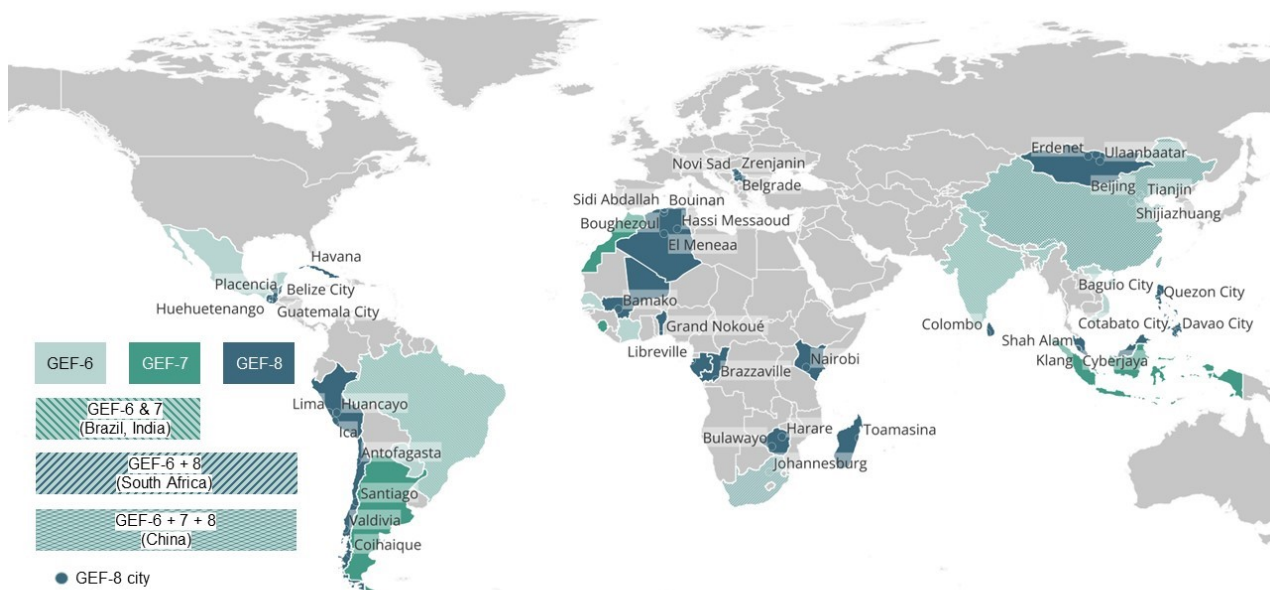 Erdenet
Ulaanbaatar
Novi Sad
Zrenjanin
Belgrade
Beijing
Tianjin
Shijiazhuang
Sidi Abdallah
Bouinan
Boughezoul
Hassi Messaoud
El Meneaa
Havana
Placencia
Belize City
Huehuetenango
Guatemala City
Bamako
Grand Nokoué
Libreville
Brazzaville
Nairobi
Colombo
Baguio City
Quezon City
Cotabato City
Davao City
Shah Alam
Klang
Cyberjaya
GEF-6
GEF-7
GEF-8
GEF-6 & 7
(Brazil, India)
Lima
Huancayo
Ica
Antofagasta
Bulawayo
Harare
Toamasina
Johannesburg
GEF-6 + 8
(South Africa)
Santiago
Valdivia
Coihaique
GEF-6 + 7 + 8
(China)
GEF-8 city